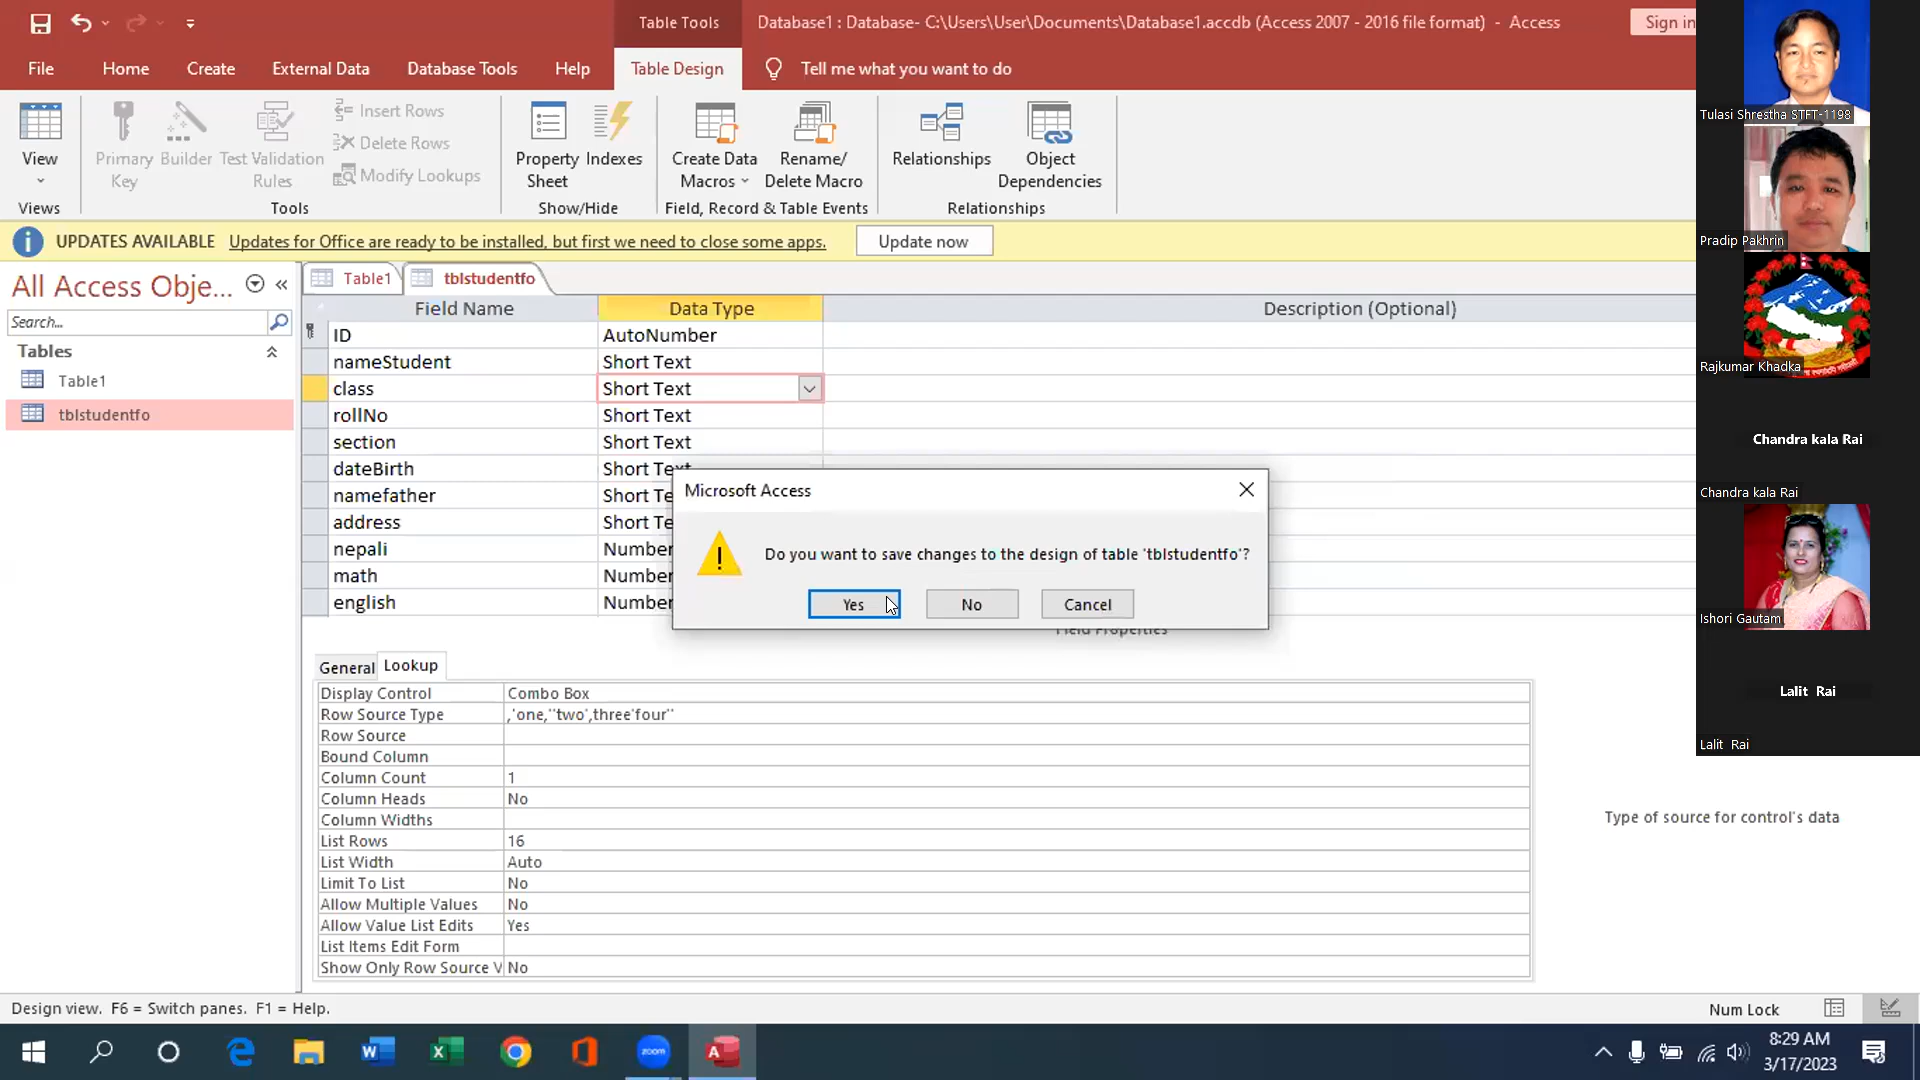 Table Tools
Database1 : Database- C:\Users\User\Documents\Database1.accdb (Access 2007 - 2016 file format) - Access
Sign in
File
Home
Create
External Data
Database Tools
Help
Table Design
Tell me what you want to do
View
Primary Key
Builder
Test Validation Rules
Insert Rows
Delete Rows
Modify Lookups
Property Sheet
Indexes
Create Data Macros
Rename/ Delete Macro
Relationships
Object Dependencies
Views
Tools
Show/Hide
Field, Record & Table Events
Relationships
UPDATES AVAILABLE
Updates for Office are ready to be installed, but first we need to close some apps.
Update now
All Access Obje...
Search...
Tables
Table1
tblstudentfo
Table1
tblstudentfo
Field Name
Data Type
Description (Optional)
ID
AutoNumber
nameStudent
Short Text
class
Short Text
rollNo
Short Text
section
Short Text
dateBirth
Short Text
namefather
Short Te
address
Short Te
nepali
Number
math
Number
english
Number
Microsoft Access
Do you want to save changes to the design of table 'tblstudentfo'?
Yes
No
Cancel
Field Properties
General
Lookup
Display Control
Combo Box
Row Source Type
,'one,''two',three'four''
Row Source
Bound Column
Column Count
1
Column Heads
No
Column Widths
List Rows
16
List Width
Auto
Limit To List
No
Allow Multiple Values
No
Allow Value List Edits
Yes
List Items Edit Form
Show Only Row Source V
No
Type of source for control's data
Tulasi Shrestha STFT-1198
Pradip Pakhrin
Rajkumar Khadka
Chandra kala Rai
Chandra kala Rai
Ishori Gautam
Lalit Rai
Lalit Rai
Design view. F6 = Switch panes. F1 = Help.
Num Lock
zoom
8:29 AM
3/17/2023